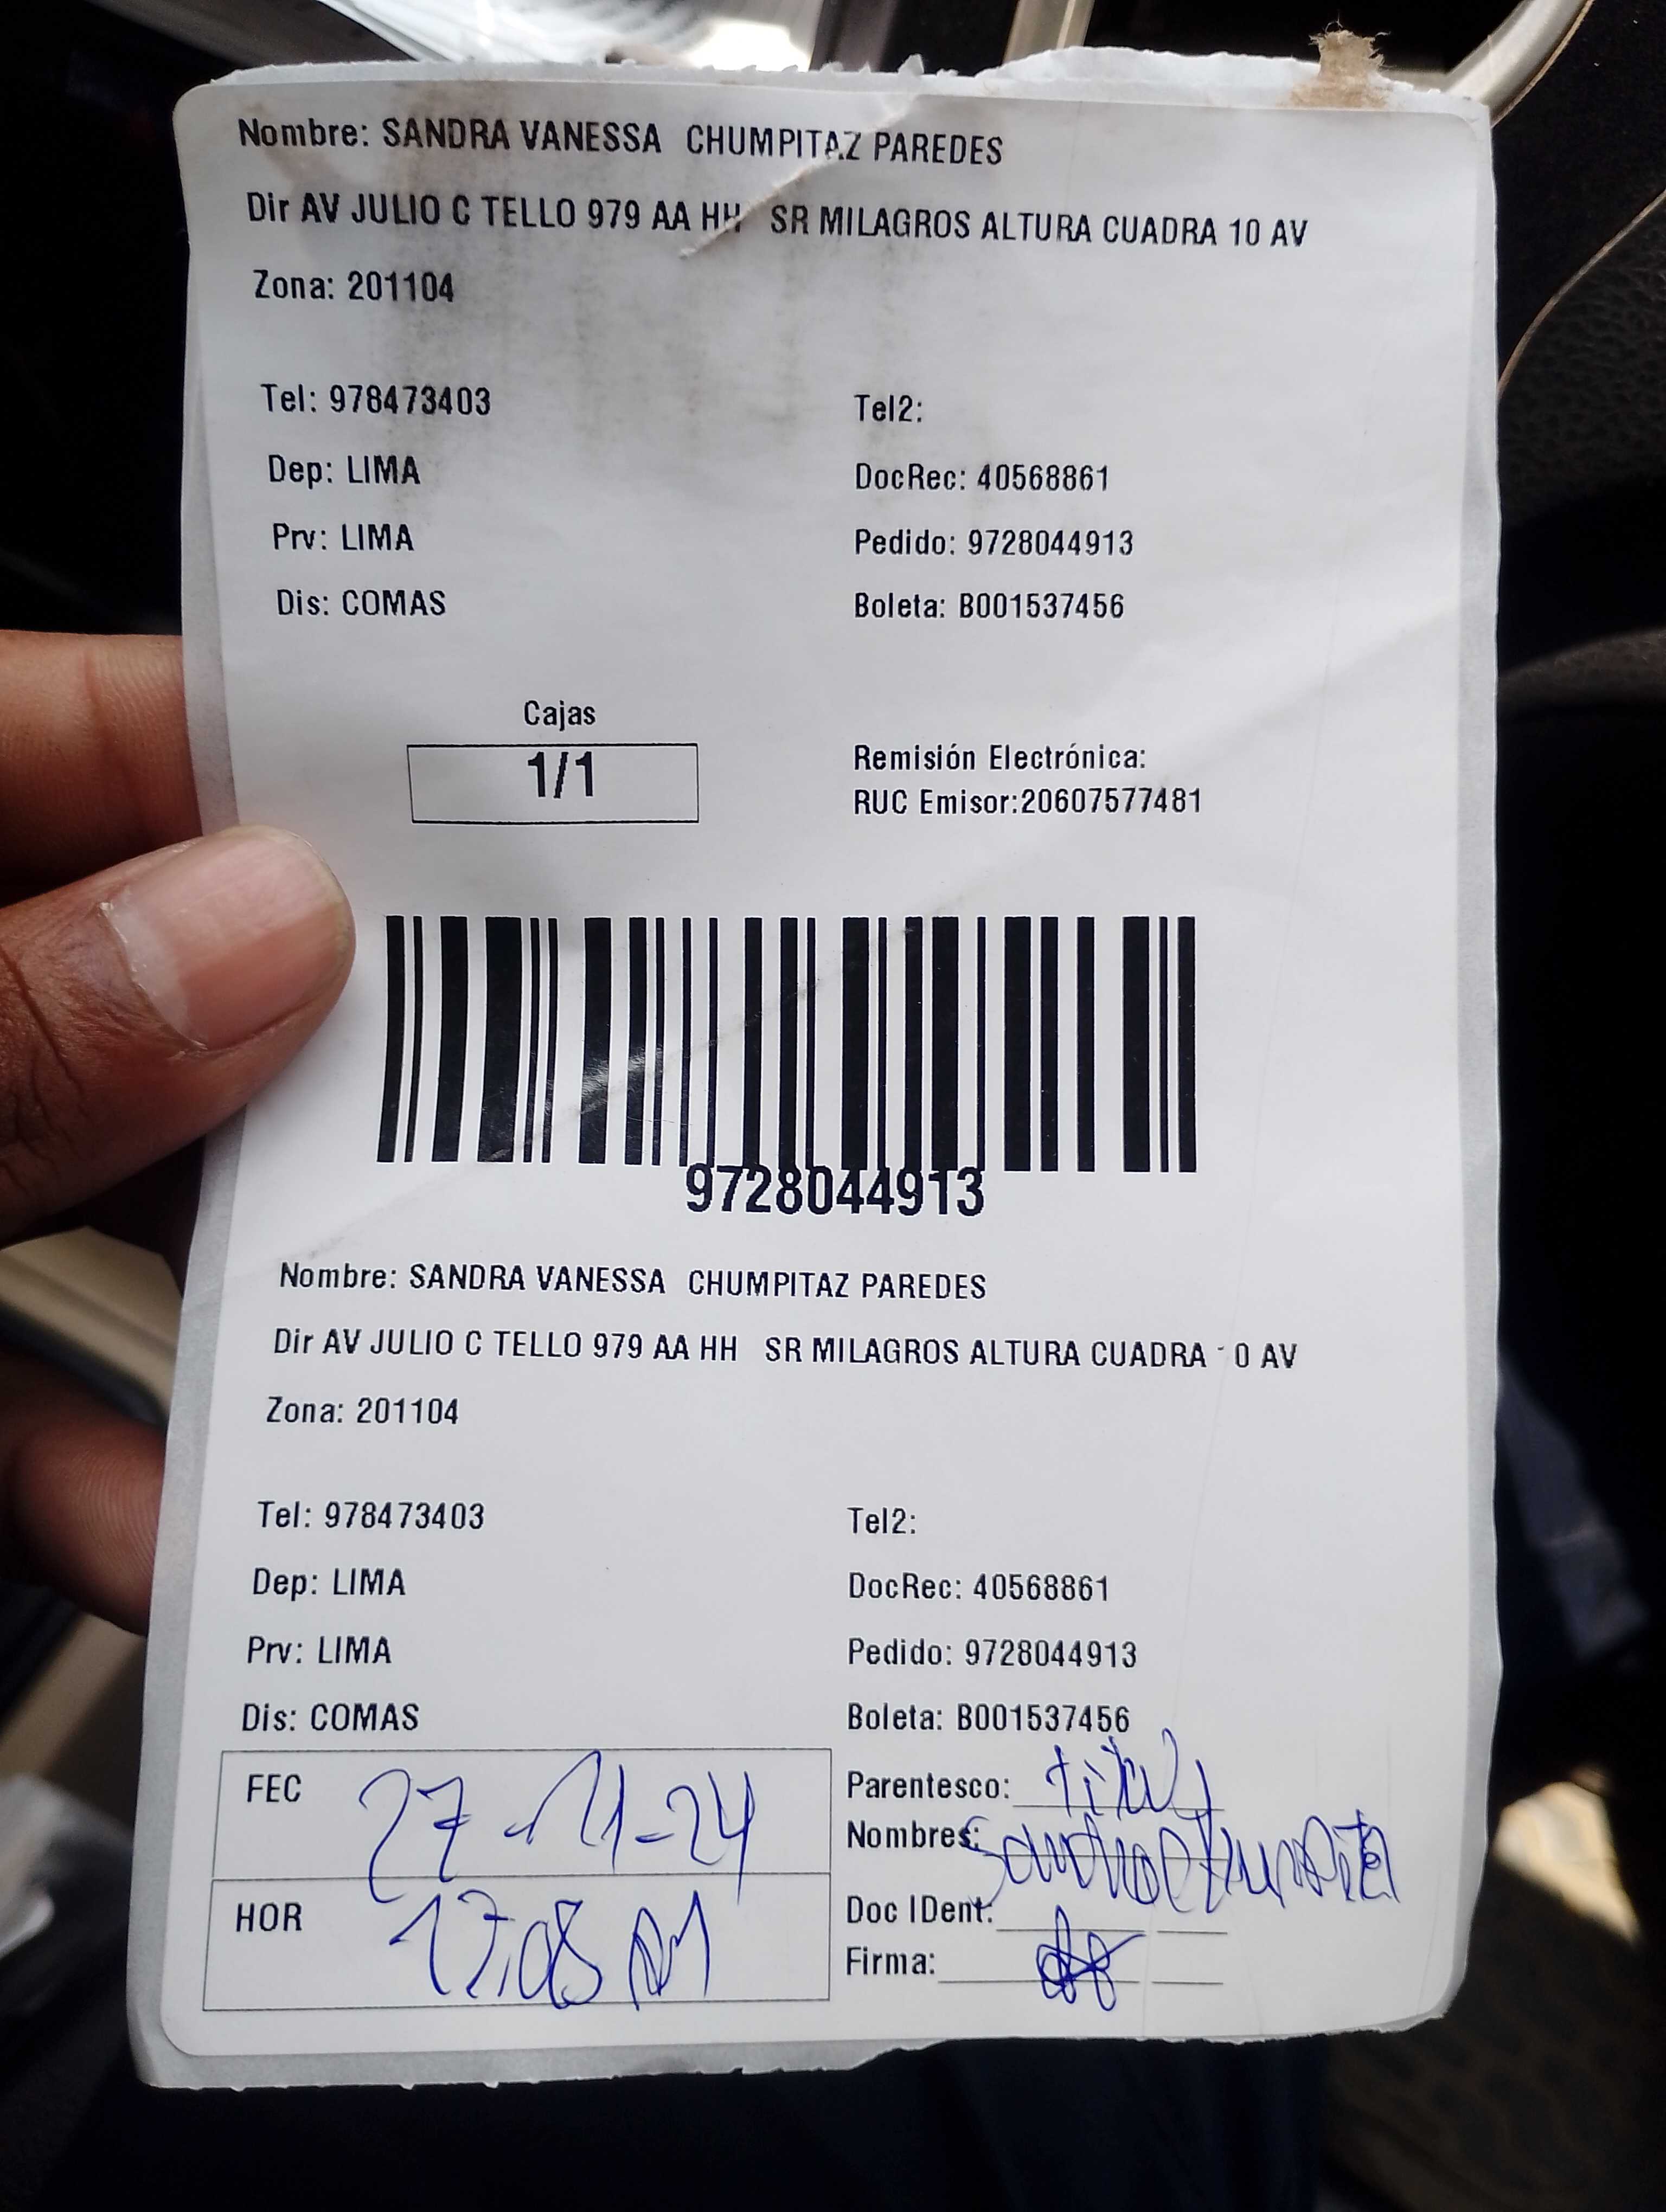 Nombre: SANDRA VANESSA CHUMPITAZ PAREDES
Dir AV JULIO C TELLO 979 AA HH SR MILAGROS ALTURA CUADRA 10 AV
Zona: 201104
Tel: 978473403
Tel2:
Dep: LIMA
DocRec: 40568861
Prv: LIMA
Pedido: 9728044913
Dis: COMAS
Boleta: B001537456
Cajas
1/1
Remisión Electrónica:
RUC Emisor:20607577481
9728044913
Nombre: SANDRA VANESSA CHUMPITAZ PAREDES
Dir AV JULIO C TELLO 979 AA HH SR MILAGROS ALTURA CUADRA 0 AV
Zona: 201104
Tel: 978473403
Tel2:
Dep: LIMA
DocRec: 40568861
Prv: LIMA
Pedido: 9728044913
Dis: COMAS
Boleta: B001537456
FEC 27-11-24
Parentesco:
Nombres: Sandra
HOR
Doc IDent:
Firma: